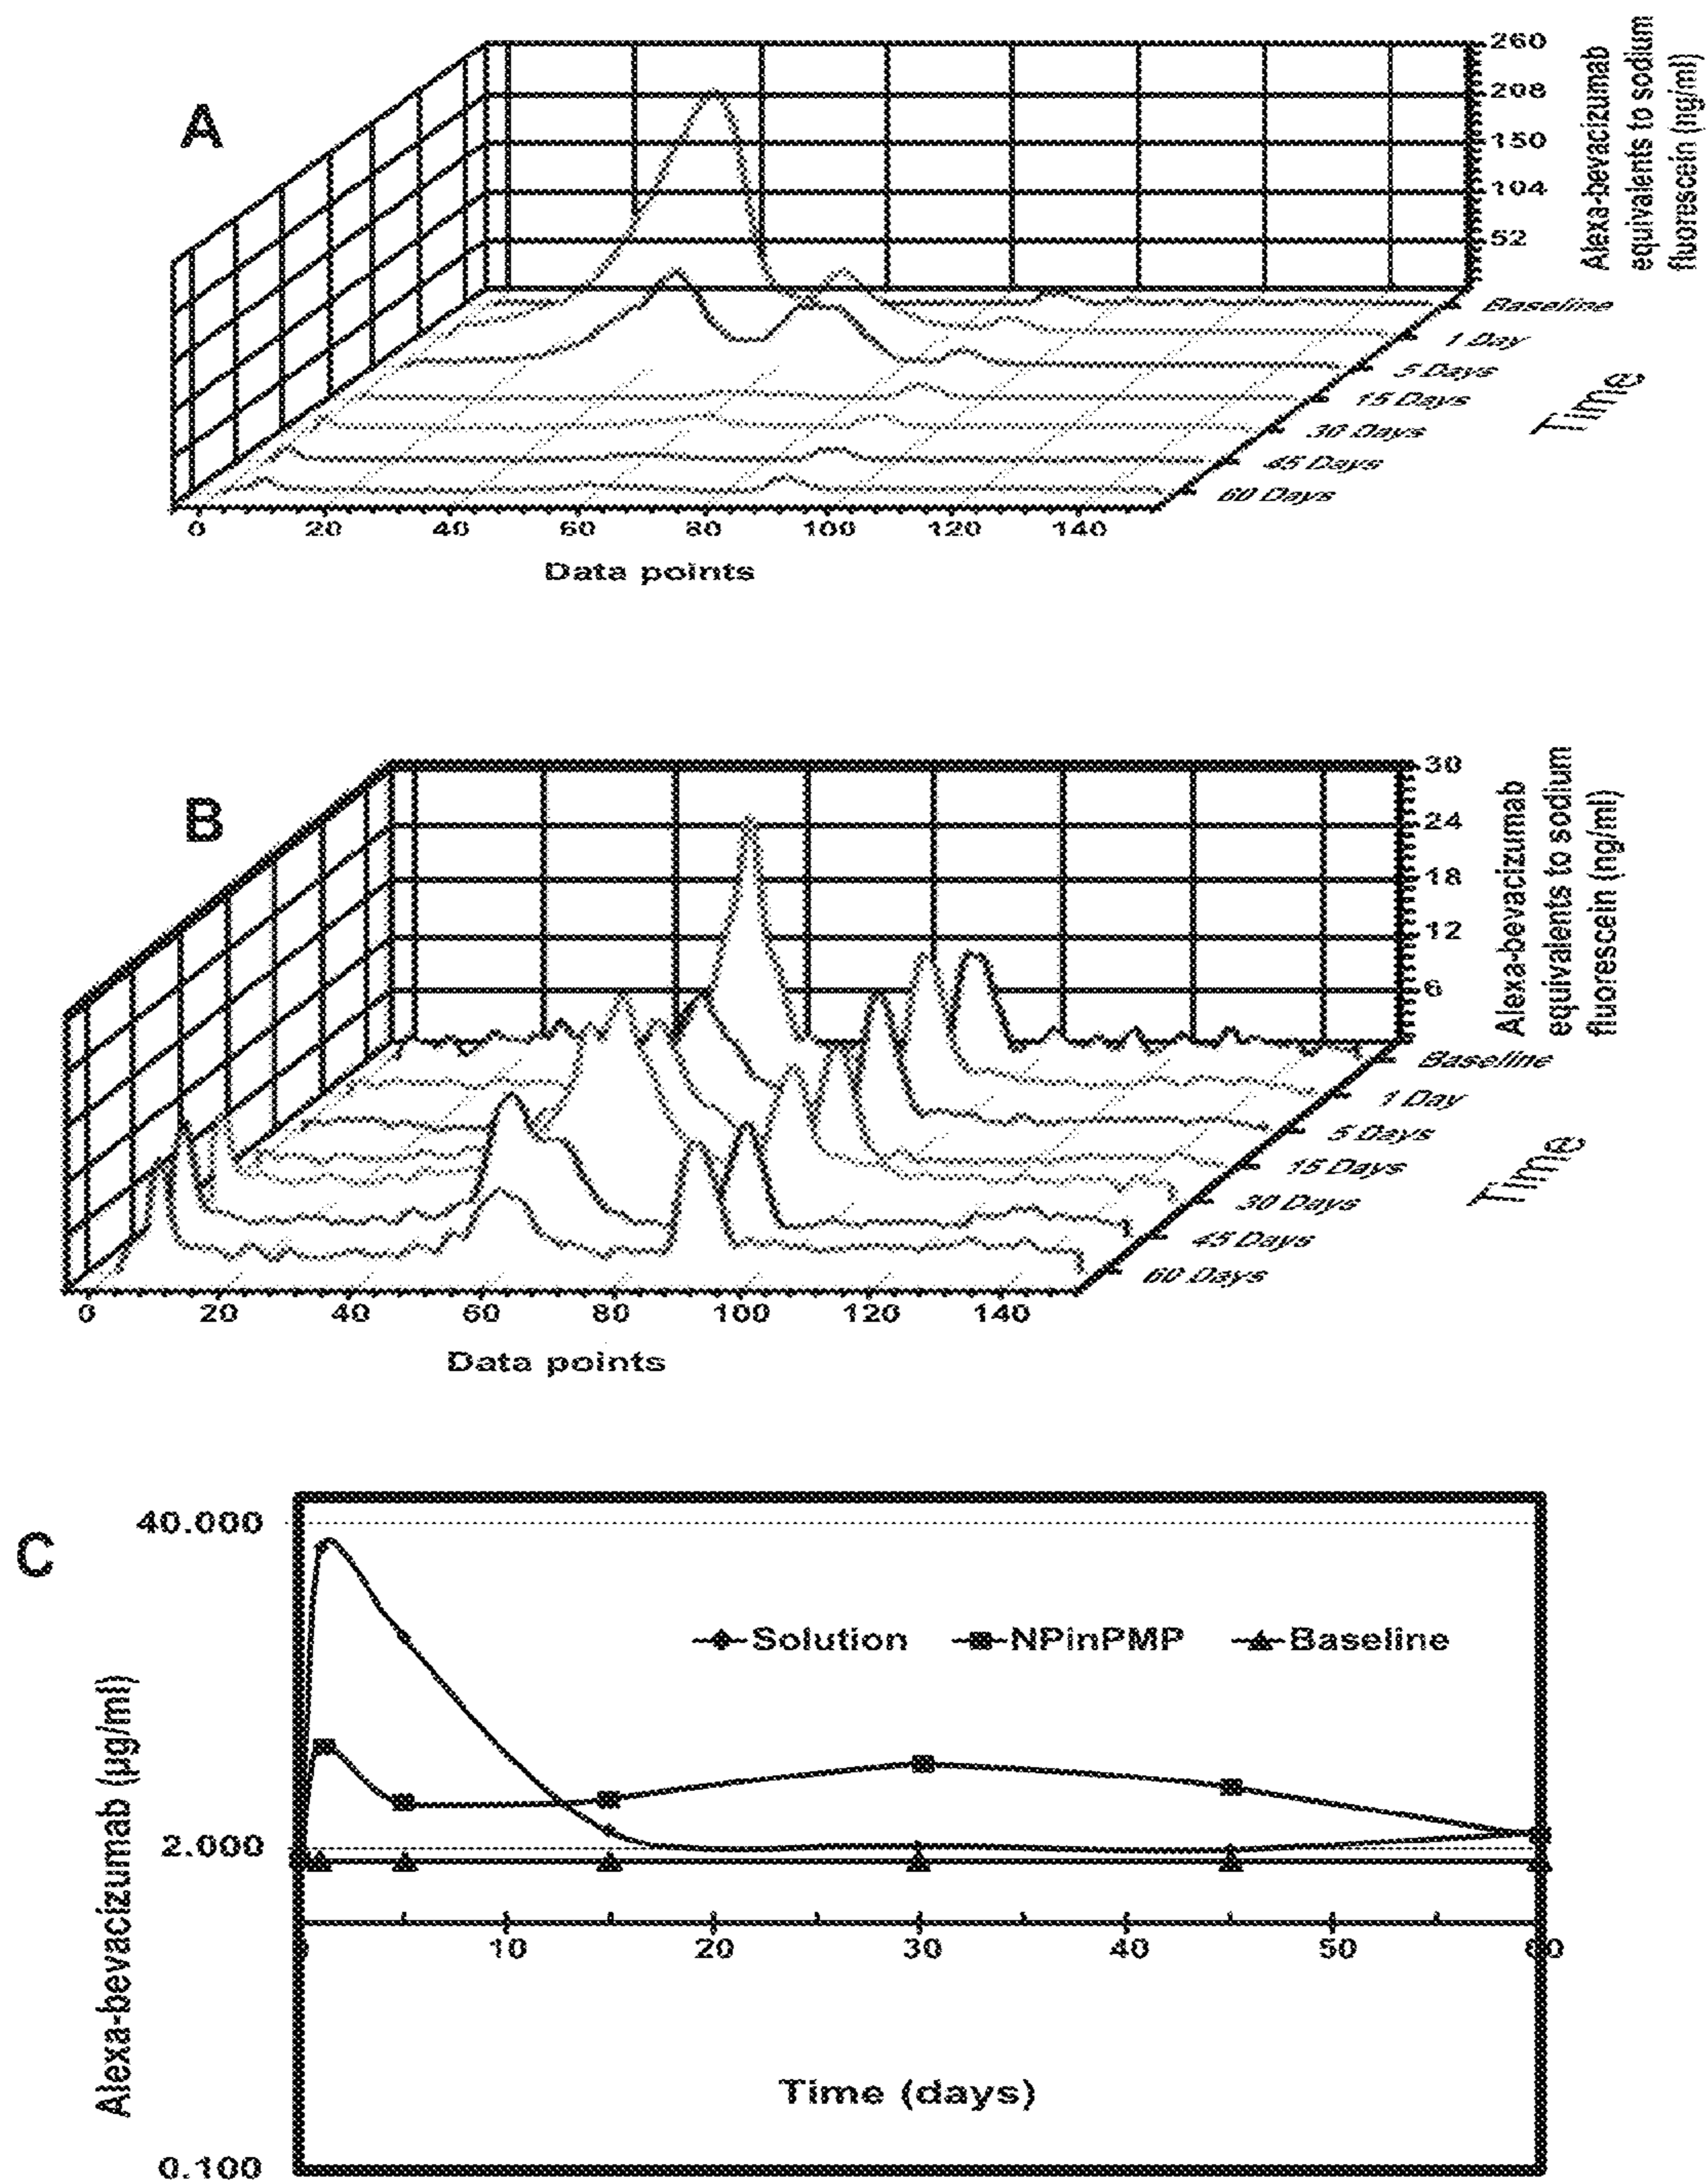 A
260
208
150
104
52
Alexa-bevacizumab
equivalents to sodium
fluorescein (ng/ml)
Baseline
1 Day
5 Days
15 Days
30 Days
45 Days
60 Days
Time
0 20 40 60 80 100 120 140
Data points
B
30
24
18
12
6
Alexa-bevacizumab
equivalents to sodium
fluorescein (ng/ml)
Baseline
1 Day
5 Days
15 Days
30 Days
45 Days
60 Days
Time
0 20 40 60 80 100 120 140
Data points
C
40.000
Solution NPinPMP Baseline
Alexa-bevacizumab (µg/ml)
2.000
10 20 30 40 50 60
Time (days)
0.100